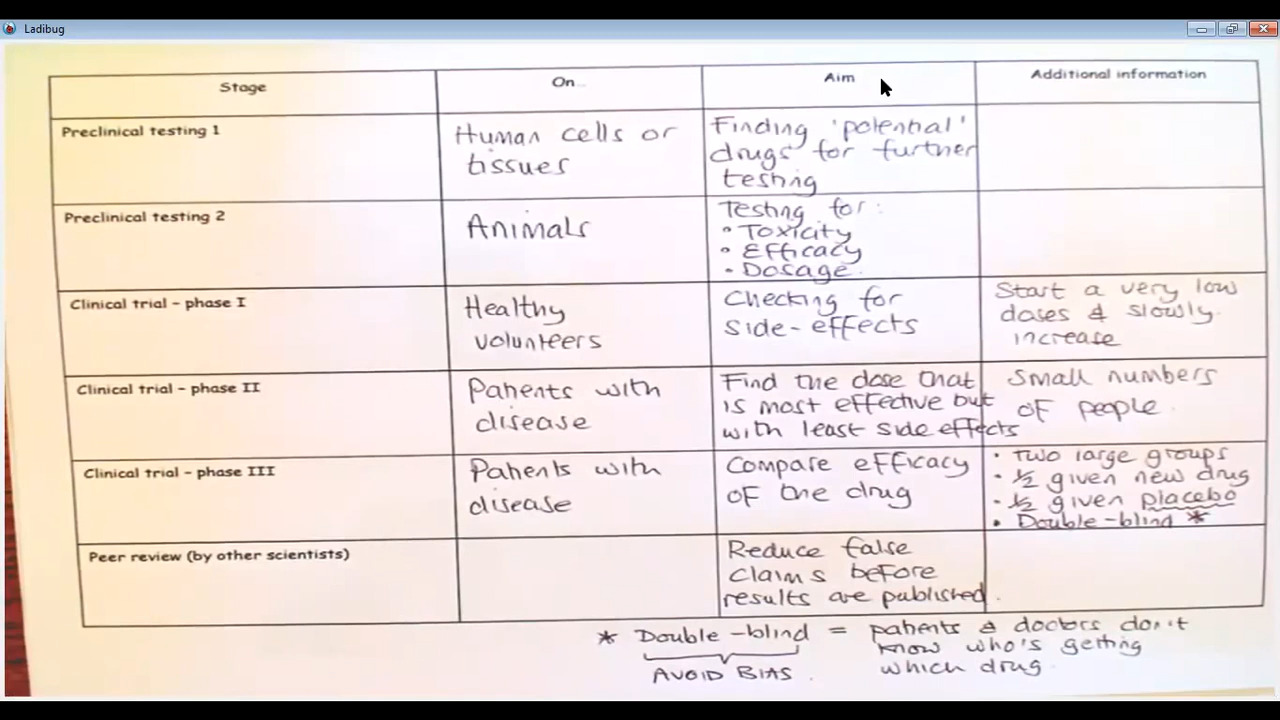 Ladibug
Stage
On...
Aim
Additional information
Preclinical testing 1
Human cells or
tissues
Finding 'potential'
drugs for further
testing
Preclinical testing 2
Animals
Testing for:
• Toxicity
• Efficacy
• Dosage.
Clinical trial – phase I
Healthy
volunteers
Checking for
side-effects
Start a very low
doses & slowly
increase
Clinical trial – phase II
Patients with
disease
Find the dose that
is most effective but
with least side effects
Small numbers
of people.
Clinical trial – phase III
Patients with
disease
Compare efficacy
of the drug
• Two large groups
• ½ given new drug
• ½ given placebo
• Double-blind *
Peer review (by other scientists)
Reduce false
claims before
results are published.
* Double-blind = patients & doctors don't
know who's getting
which drug.
AVOID BIAS.